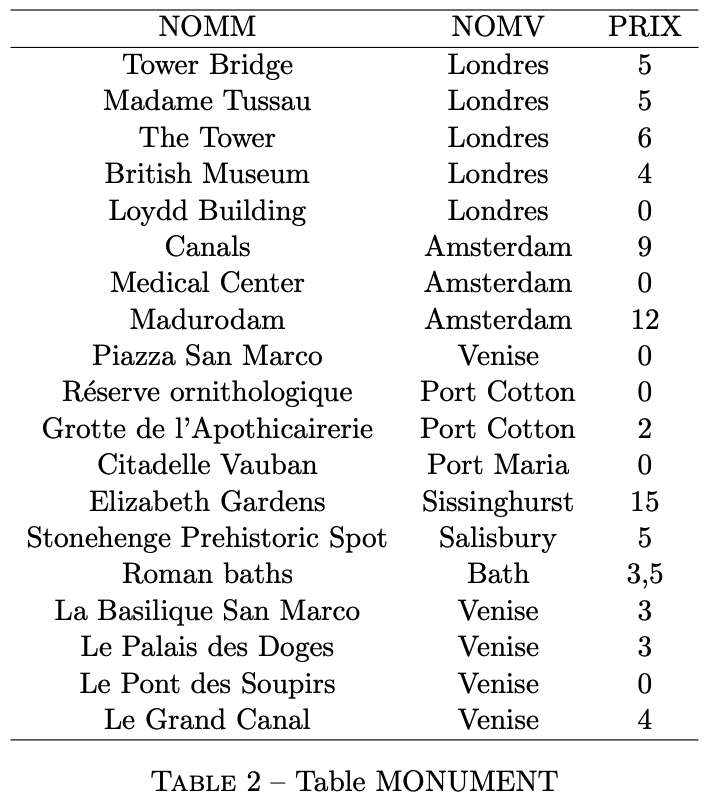 NOMM NOMV PRIX
Tower Bridge Londres 5
Madame Tussau Londres 5
The Tower Londres 6
British Museum Londres 4
Loydd Building Londres 0
Canals Amsterdam 9
Medical Center Amsterdam 0
Madurodam Amsterdam 12
Piazza San Marco Venise 0
Réserve ornithologique Port Cotton 0
Grotte de l'Apothicairerie Port Cotton 2
Citadelle Vauban Port Maria 0
Elizabeth Gardens Sissinghurst 15
Stonehenge Prehistoric Spot Salisbury 5
Roman baths Bath 3,5
La Basilique San Marco Venise 3
Le Palais des Doges Venise 3
Le Pont des Soupirs Venise 0
Le Grand Canal Venise 4
TABLE 2 – Table MONUMENT